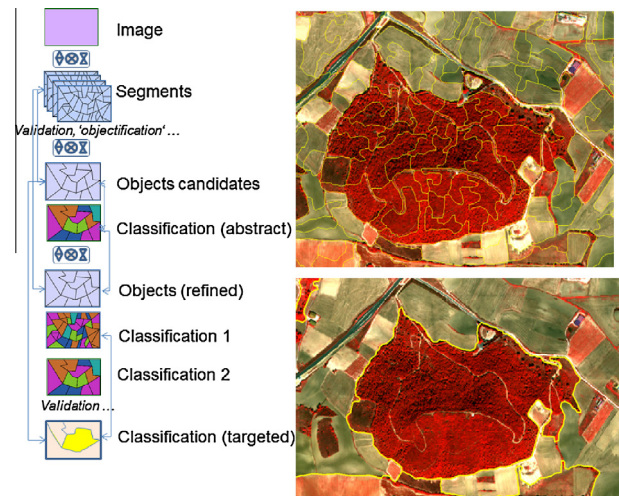 Image
Segments
Validation, 'objectification' ...
Objects candidates
Classification (abstract)
Objects (refined)
Classification 1
Classification 2
Validation ...
Classification (targeted)